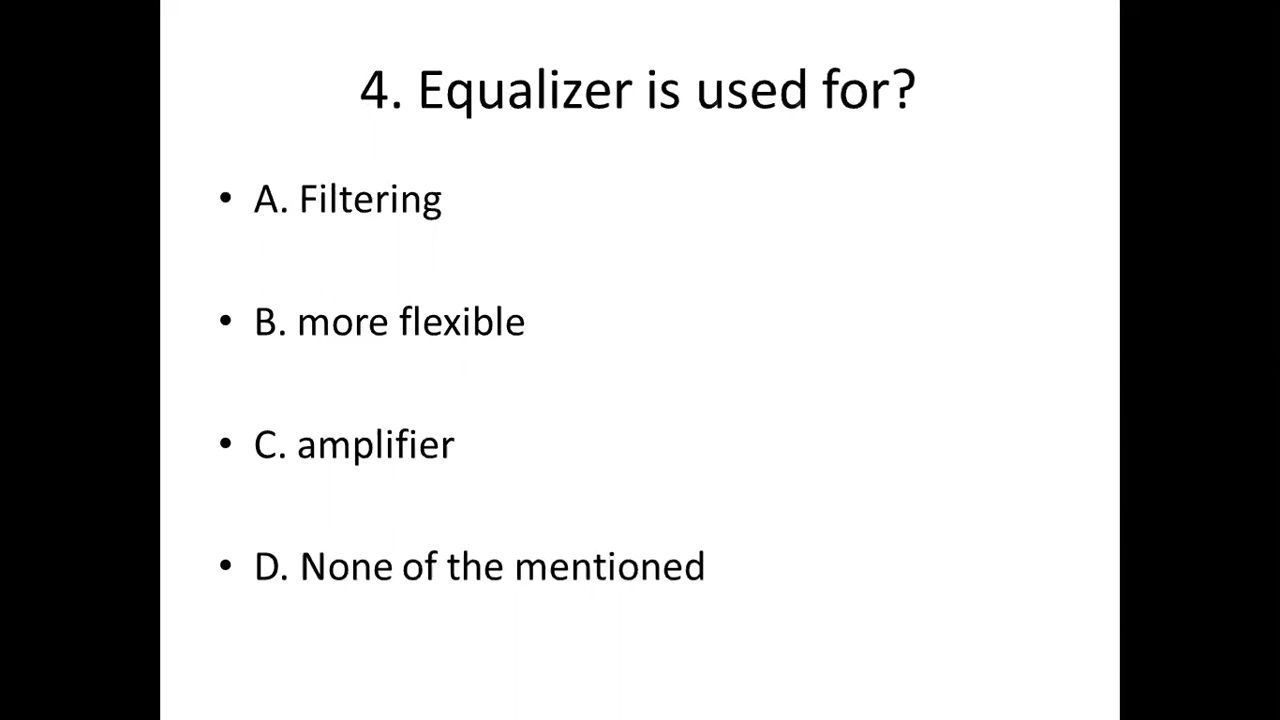 4. Equalizer is used for?
• A. Filtering
• B. more flexible
• C. amplifier
• D. None of the mentioned